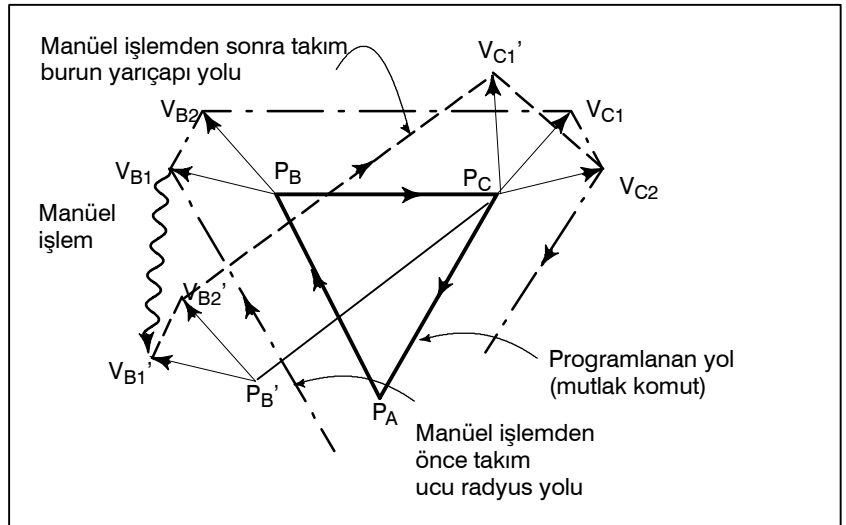 Manüel işlemden sonra takım
burun yarıçapı yolu
V_C1'
V_B2
V_C1
V_B1
P_B
P_C
V_C2
Manüel
işlem
V_B2'
V_B1'
P_B'
P_A
Programlanan yol
(mutlak komut)
Manüel işlemden
önce takım
ucu radyus yolu